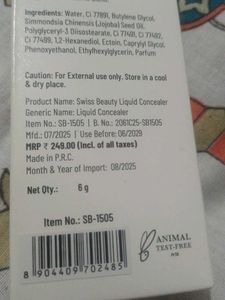 Ingredients: Water, Ci 77891, Butylene Glycol,
Simmondsia Chinensis (Jojoba) Seed Oil,
Polyglyceryl-3 Diisostearate, Ci 77491, Ci 77492,
Ci 77499, 1,2-Hexanediol, Ectoin, Caprylyl Glycol,
Phenoxyethanol, Ethylhexylglycerin, Parfum
Caution: For External use only. Store in a cool
& dry place.
Product Name: Swiss Beauty Liquid Concealer
Generic Name: Liquid Concealer
Item No.: SB-1505 | B. No.: 2061C25-SB1505
Mfd.: 07/2025 | Use Before: 06/2029
MRP ₹ 249.00 (Incl. of all taxes)
Made in P.R.C.
Month & Year of Import: 08/2025
Net Qty.: 6 g
Item No.: SB-1505
ANIMAL
TEST-FREE
8 904409 702485